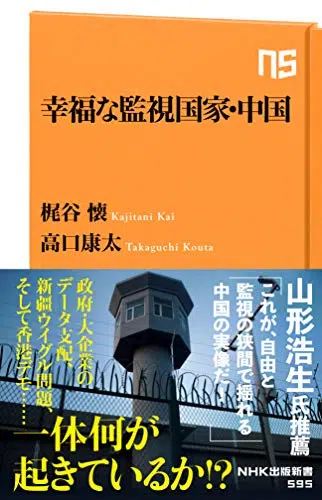 NS
幸福な監視国家・中国
梶谷 懐 Kajitani Kai
高口康太 Takaguchi Kouta
山形浩生氏推薦
「これが、自由と
監視の狭間で揺れる
中国の実像だ」
政府・大企業の
データ支配、
新疆ウイグル問題、
そして香港デモ……
一体何が
起きているか!?
NHK出版新書
595